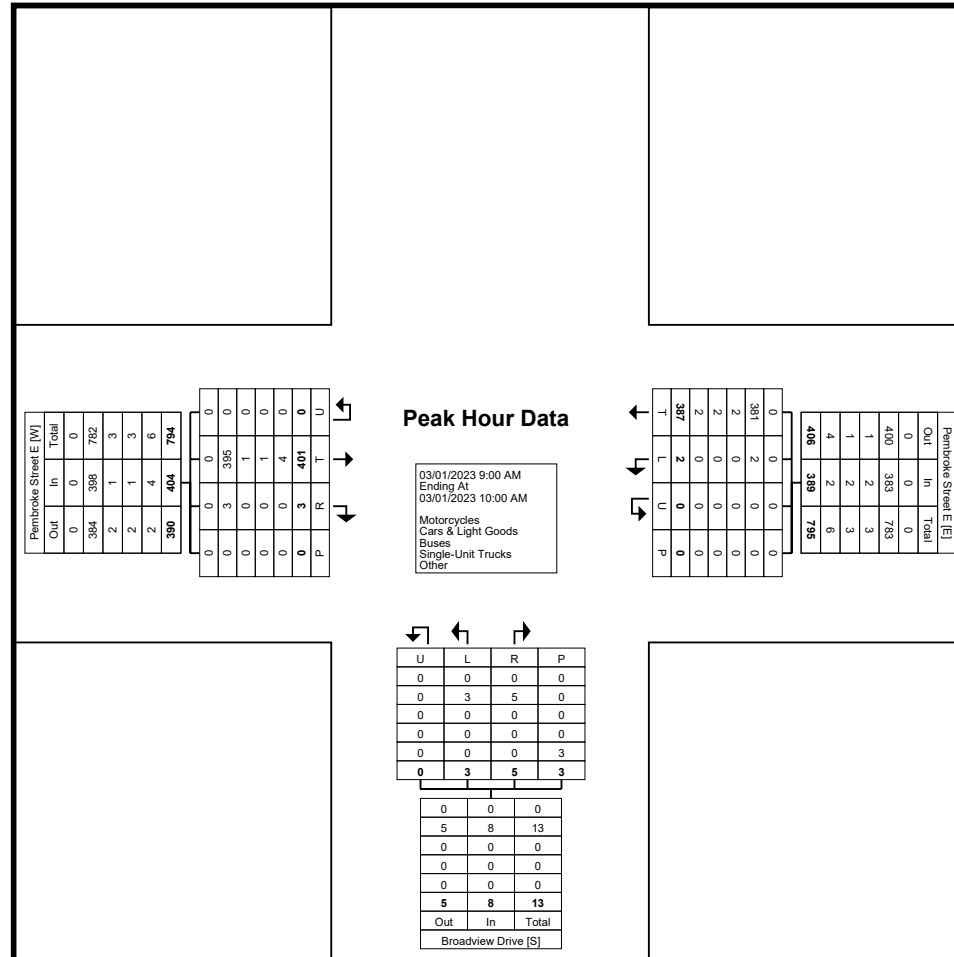 Peak Hour Data
03/01/2023 9:00 AM
Ending At
03/01/2023 10:00 AM
Motorcycles
Cars & Light Goods
Buses
Single-Unit Trucks
Other
Pembroke Street E [W]
Out In Total
0 0 0
384 398 782
2 1 3
2 1 3
2 4 6
390 404 794
0 0 0 0
0 3 395 0
0 0 1 0
0 0 1 0
0 0 4 0
0 3 401 0
P R T U
Pembroke Street E [E]
Out In Total
0 0 0
400 383 783
1 2 3
1 2 3
4 2 6
406 389 795
0 0 0 0
381 2 0 0
2 0 0 0
2 0 0 0
2 0 0 0
387 2 0 0
T L U P
U L R P
0 0 0 0
0 3 5 0
0 0 0 0
0 0 0 0
0 0 0 3
0 3 5 3
0 0 0
5 8 13
0 0 0
0 0 0
0 0 0
5 8 13
Out In Total
Broadview Drive [S]